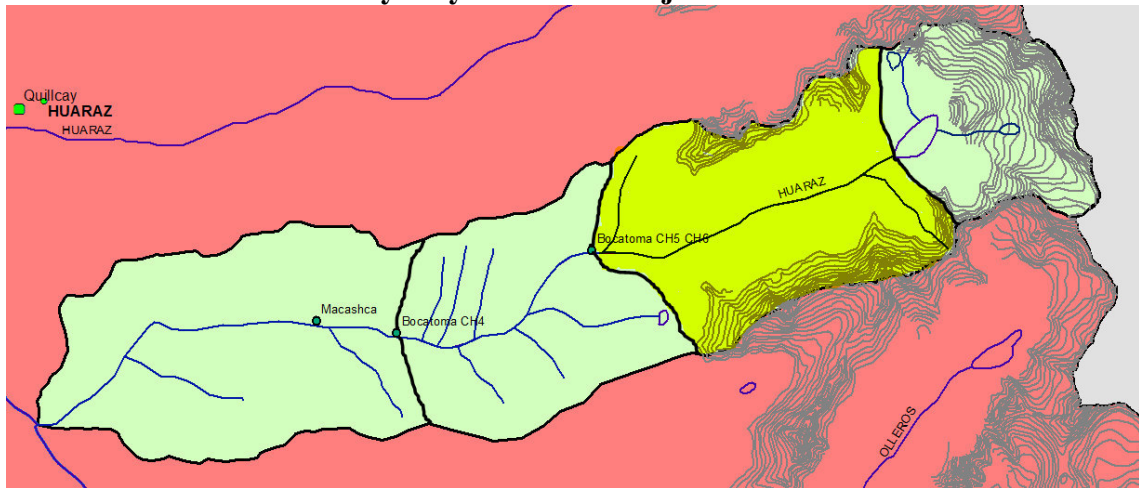 Quillcay
HUARAZ
HUARAZ
HUARAZ
Bocatoma CH5 CH6
Macashca
Bocatoma CH4
OLLEROS